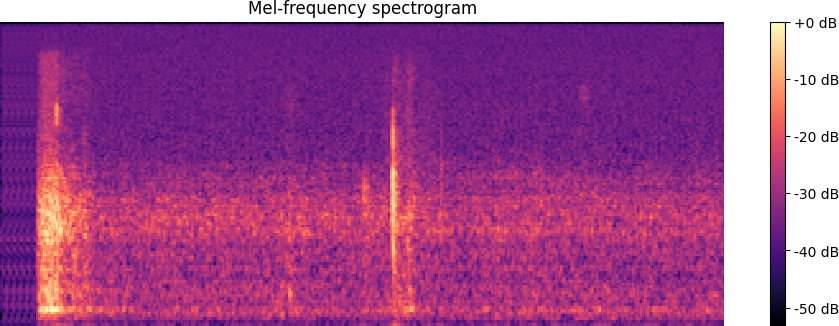 Mel-frequency spectrogram
+0 dB
-10 dB
-20 dB
-30 dB
-40 dB
-50 dB